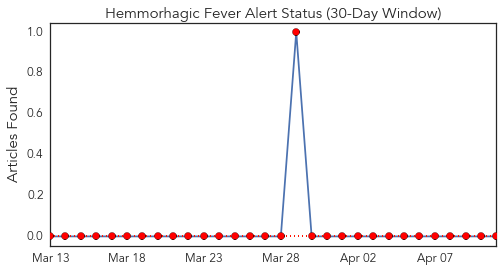 Hemmorhagic Fever Alert Status (30-Day Window)
Articles Found
1.0
0.8
0.6
0.4
0.2
0.0
Mar 13 Mar 18 Mar 23 Mar 28 Apr 02 Apr 07